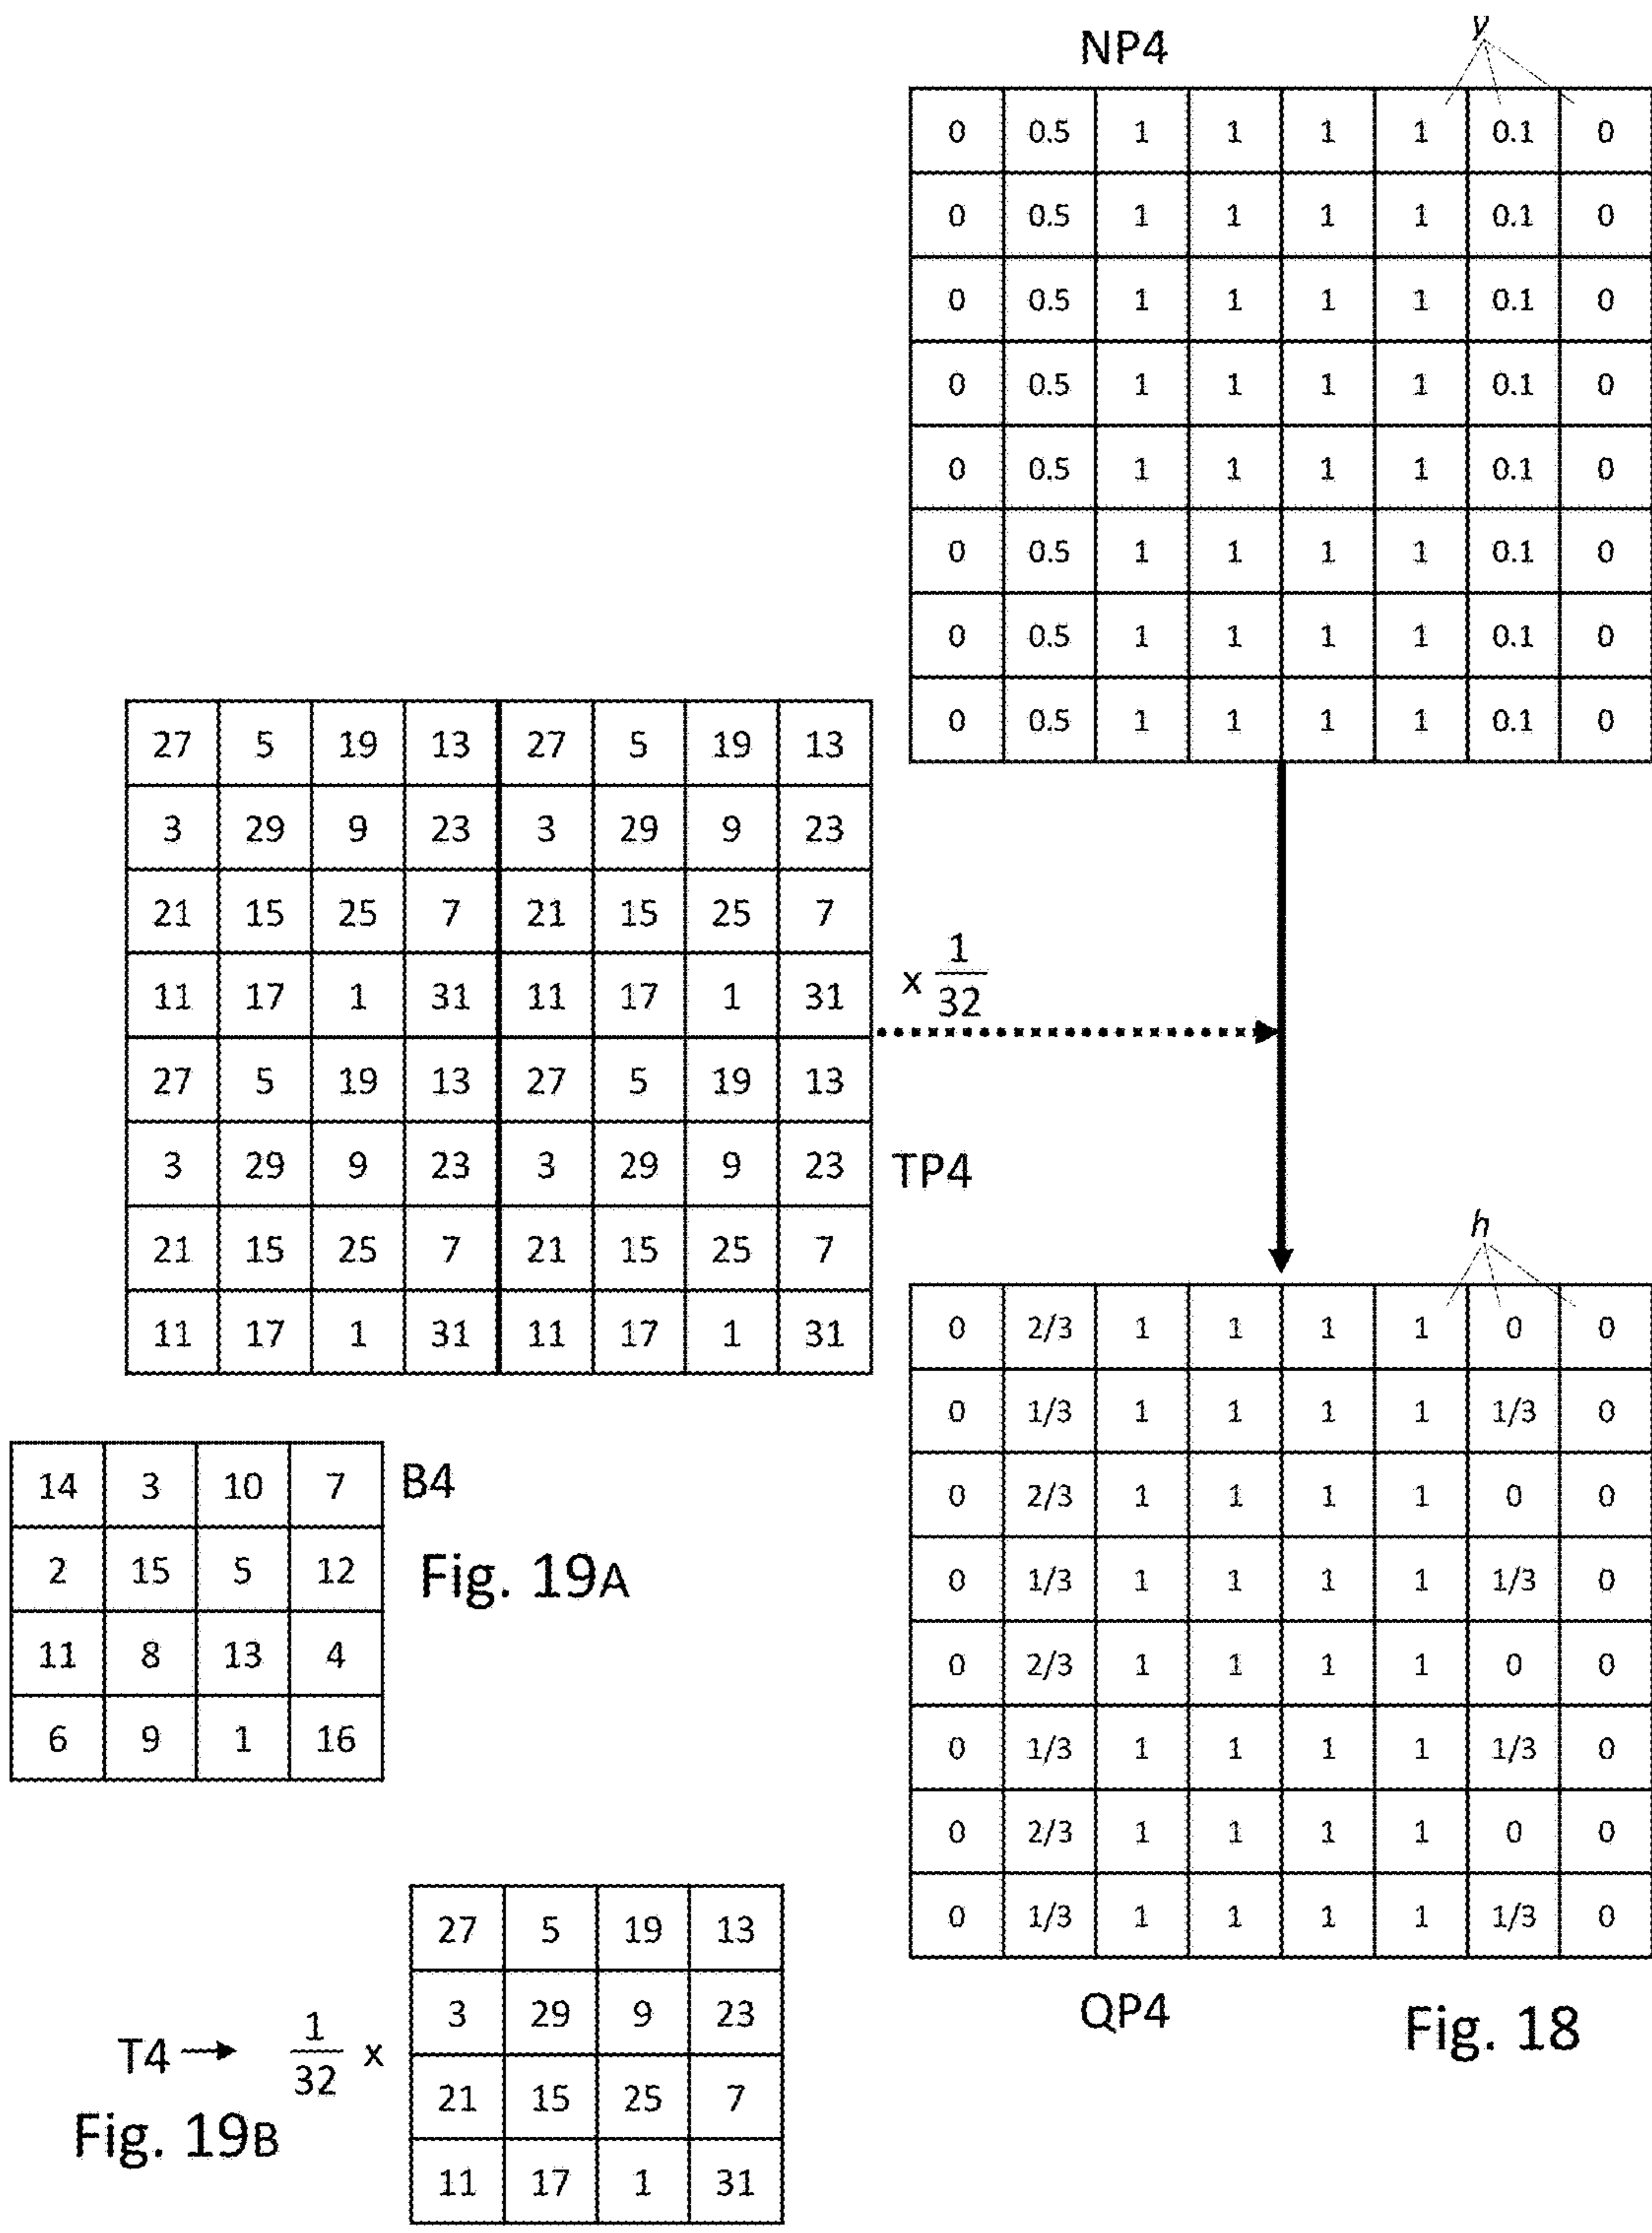 NP4
y
0 0.5 1 1 1 1 0.1 0
0 0.5 1 1 1 1 0.1 0
0 0.5 1 1 1 1 0.1 0
0 0.5 1 1 1 1 0.1 0
0 0.5 1 1 1 1 0.1 0
0 0.5 1 1 1 1 0.1 0
0 0.5 1 1 1 1 0.1 0
0 0.5 1 1 1 1 0.1 0
27 5 19 13 27 5 19 13
3 29 9 23 3 29 9 23
21 15 25 7 21 15 25 7
11 17 1 31 11 17 1 31
27 5 19 13 27 5 19 13
3 29 9 23 3 29 9 23
21 15 25 7 21 15 25 7
11 17 1 31 11 17 1 31
x 1/32
TP4
h
0 2/3 1 1 1 1 0 0
0 1/3 1 1 1 1 1/3 0
0 2/3 1 1 1 1 0 0
0 1/3 1 1 1 1 1/3 0
0 2/3 1 1 1 1 0 0
0 1/3 1 1 1 1 1/3 0
0 2/3 1 1 1 1 0 0
0 1/3 1 1 1 1 1/3 0
QP4
Fig. 18
14 3 10 7
2 15 5 12
11 8 13 4
6 9 1 16
B4
Fig. 19A
T4 → 1/32 x
27 5 19 13
3 29 9 23
21 15 25 7
11 17 1 31
Fig. 19B